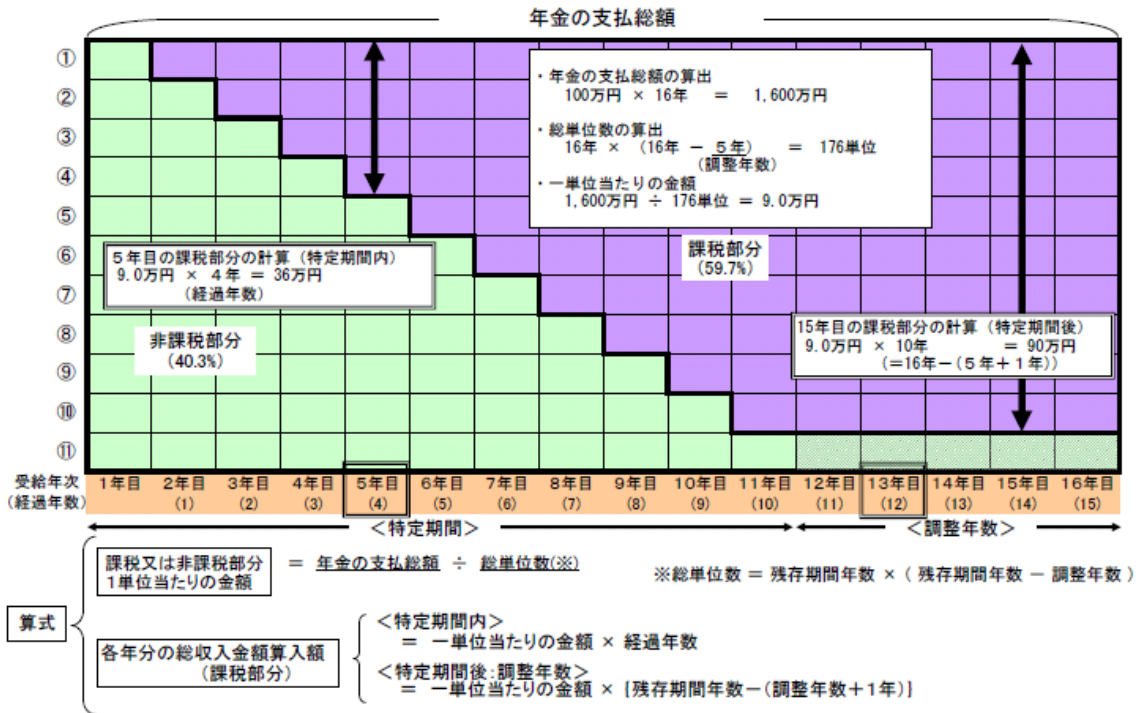 年金の支払総額
①
②
③
④
⑤
⑥
⑦
⑧
⑨
⑩
⑪
・年金の支払総額の算出
100万円 × 16年 = 1,600万円
・総単位数の算出
16年 × (16年 − 5年) = 176単位
(調整年数)
・一単位当たりの金額
1,600万円 ÷ 176単位 = 9.0万円
課税部分
(59.7%)
5年目の課税部分の計算(特定期間内)
9.0万円 × 4年 = 36万円
(経過年数)
非課税部分
(40.3%)
15年目の課税部分の計算(特定期間後)
9.0万円 × 10年 = 90万円
(=16年−(5年+1年))
受給年次 1年目 2年目 3年目 4年目 5年目 6年目 7年目 8年目 9年目 10年目 11年目 12年目 13年目 14年目 15年目 16年目
(経過年数) (1) (2) (3) (4) (5) (6) (7) (8) (9) (10) (11) (12) (13) (14) (15)
<特定期間> <調整年数>
課税又は非課税部分
1単位当たりの金額
= 年金の支払総額 ÷ 総単位数(※)
※総単位数 = 残存期間年数 × ( 残存期間年数 − 調整年数 )
算式
各年分の総収入金額算入額
(課税部分)
<特定期間内>
= 一単位当たりの金額 × 経過年数
<特定期間後:調整年数>
= 一単位当たりの金額 × {残存期間年数−(調整年数+1年)}